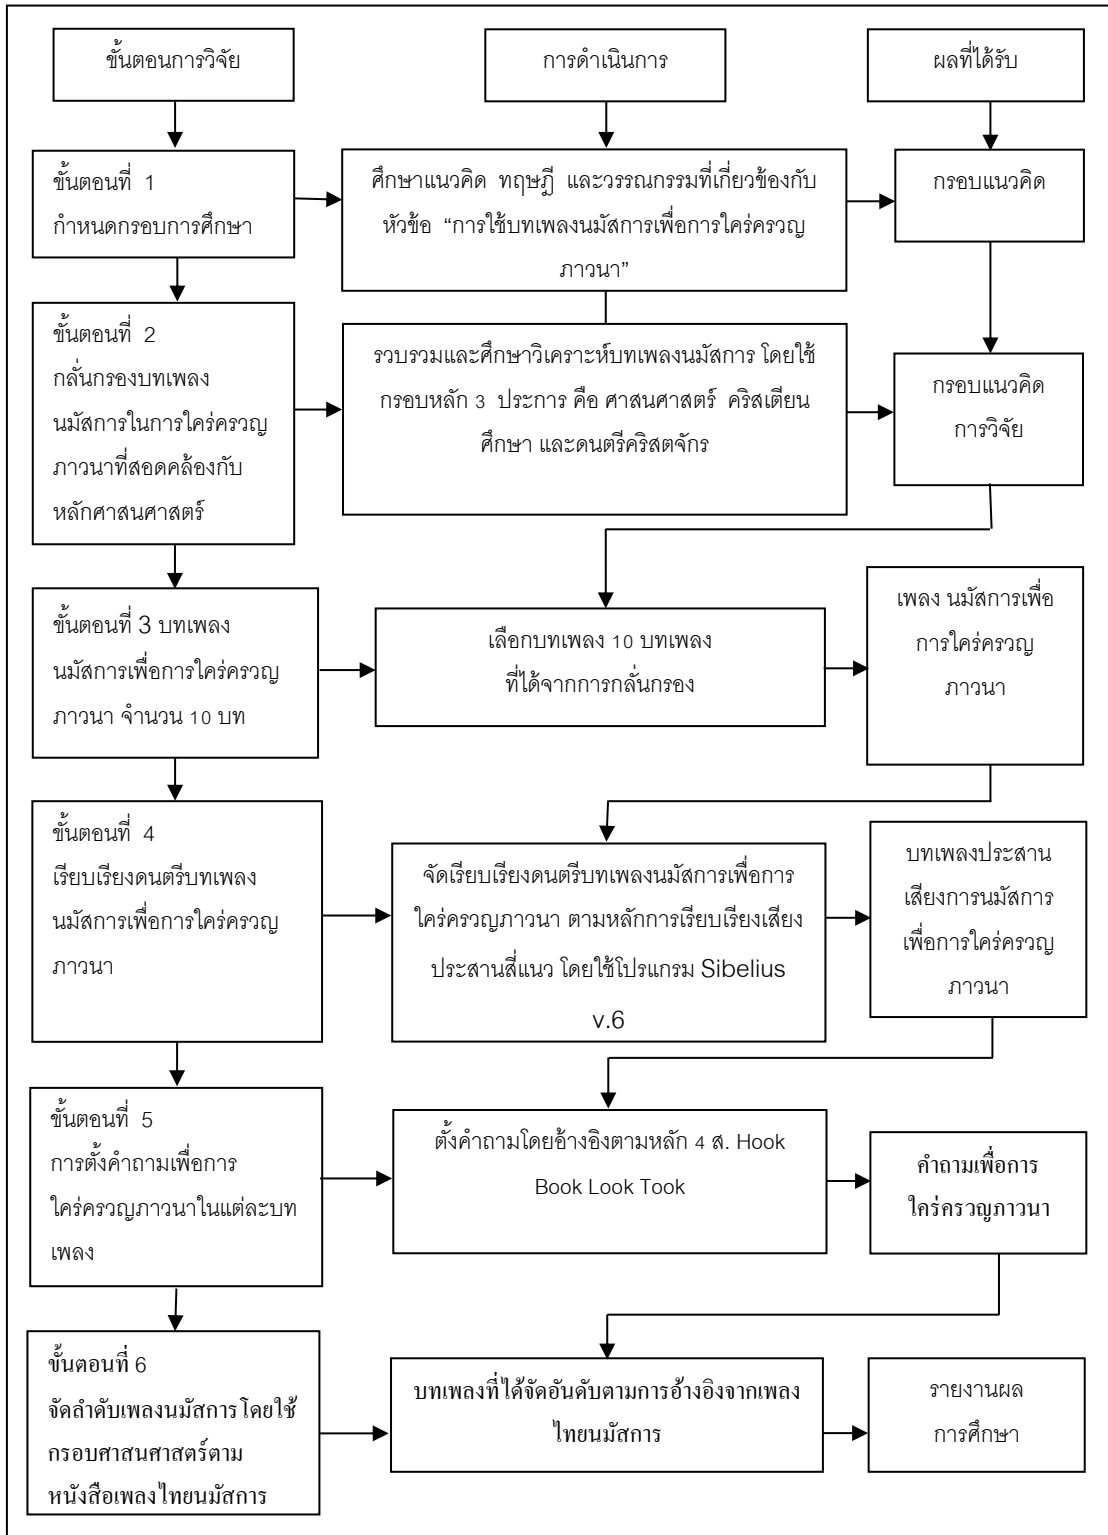 ขั้นตอนการวิจัย
การดำเนินการ
ผลที่ได้รับ
ขั้นตอนที่ 1
กำหนดกรอบการศึกษา
ศึกษาแนวคิด ทฤษฎี และวรรณกรรมที่เกี่ยวข้องกับ
หัวข้อ “การใช้บทเพลงนมัสการเพื่อการใคร่ครวญ
ภาวนา”
กรอบแนวคิด
ขั้นตอนที่ 2
กลั่นกรองบทเพลง
นมัสการในการใคร่ครวญ
ภาวนาที่สอดคล้องกับ
หลักศาสนศาสตร์
รวบรวมและศึกษาวิเคราะห์บทเพลงนมัสการ โดยใช้
กรอบหลัก 3 ประการ คือ ศาสนศาสตร์ คริสเตียน
ศึกษา และดนตรีคริสตจักร
กรอบแนวคิด
การวิจัย
ขั้นตอนที่ 3 บทเพลง
นมัสการเพื่อการใคร่ครวญ
ภาวนา จำนวน 10 บท
เลือกบทเพลง 10 บทเพลง
ที่ได้จากการกลั่นกรอง
เพลง นมัสการเพื่อ
การใคร่ครวญ
ภาวนา
ขั้นตอนที่ 4
เรียบเรียงดนตรีบทเพลง
นมัสการเพื่อการใคร่ครวญ
ภาวนา
จัดเรียบเรียงดนตรีบทเพลงนมัสการเพื่อการ
ใคร่ครวญภาวนา ตามหลักการเรียบเรียงเสียง
ประสานสี่แนว โดยใช้โปรแกรม Sibelius
v.6
บทเพลงประสาน
เสียงการนมัสการ
เพื่อการใคร่ครวญ
ภาวนา
ขั้นตอนที่ 5
การตั้งคำถามเพื่อการ
ใคร่ครวญภาวนาในแต่ละบท
เพลง
ตั้งคำถามโดยอ้างอิงตามหลัก 4 ส. Hook
Book Look Took
คำถามเพื่อการ
ใคร่ครวญภาวนา
ขั้นตอนที่ 6
จัดลำดับเพลงนมัสการ โดยใช้
กรอบศาสนศาสตร์ตาม
หนังสือเพลงไทยนมัสการ
บทเพลงที่ได้จัดอันดับตามการอ้างอิงจากเพลง
ไทยนมัสการ
รายงานผล
การศึกษา